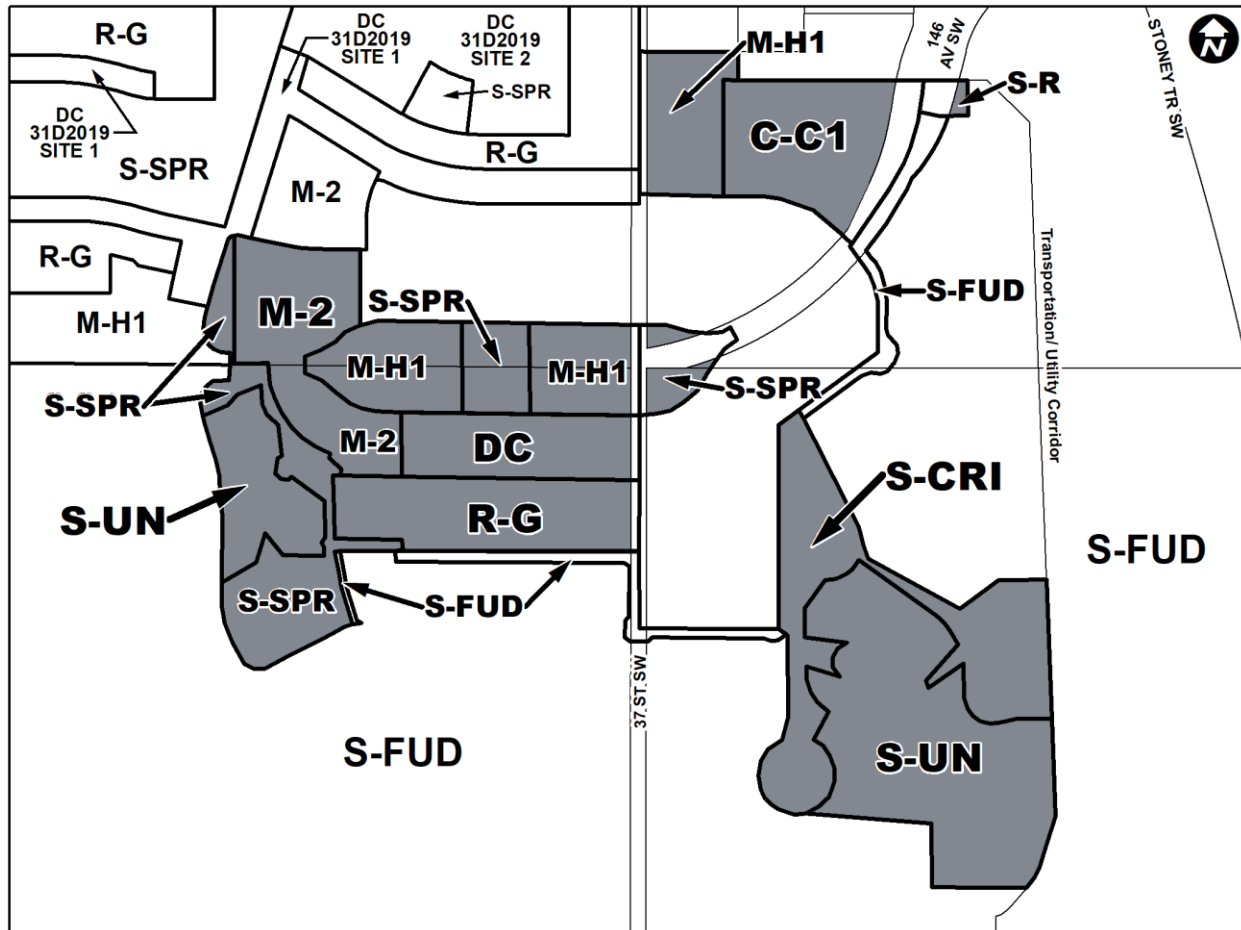 R-G
DC
31D2019
SITE 1
DC
31D2019
SITE 2
S-SPR
M-H1
146
AV SW
STONEY TR SW
N
S-R
DC
31D2019
SITE 1
S-SPR
R-G
C-C1
M-2
R-G
M-H1
M-2
S-SPR
S-FUD
Transportation/ Utility Corridor
M-H1
M-H1
S-SPR
S-SPR
M-2
DC
S-CRI
S-UN
R-G
S-FUD
S-SPR
S-FUD
37 ST SW
S-FUD
S-UN